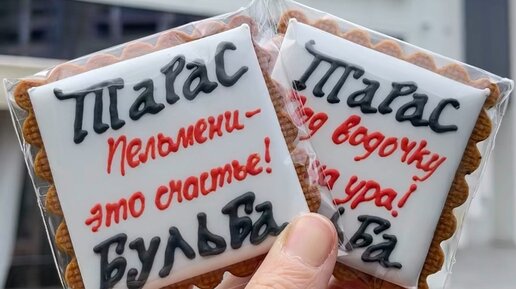 Тарас
Пельмени-
это счастье!
Бульба
Тарас
водочку
ура!